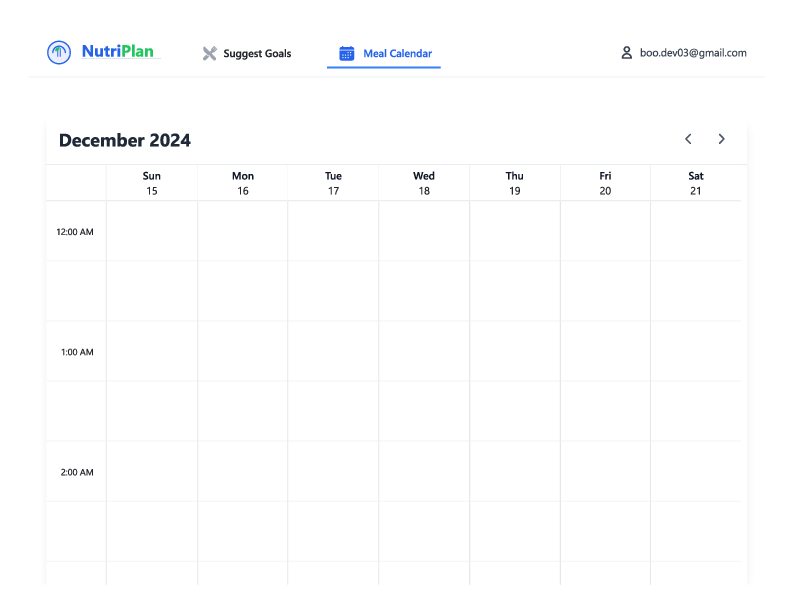 NutriPlan
Suggest Goals
Meal Calendar
boo.dev03@gmail.com
December 2024
Sun Mon Tue Wed Thu Fri Sat
15 16 17 18 19 20 21
12:00 AM
1:00 AM
2:00 AM